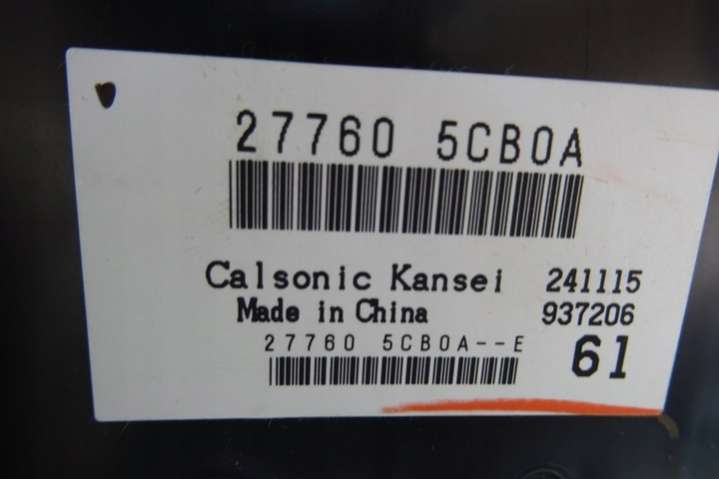 27760 5CB0A
Calsonic Kansei 241115
Made in China 937206
27760 5CB0A--E
61